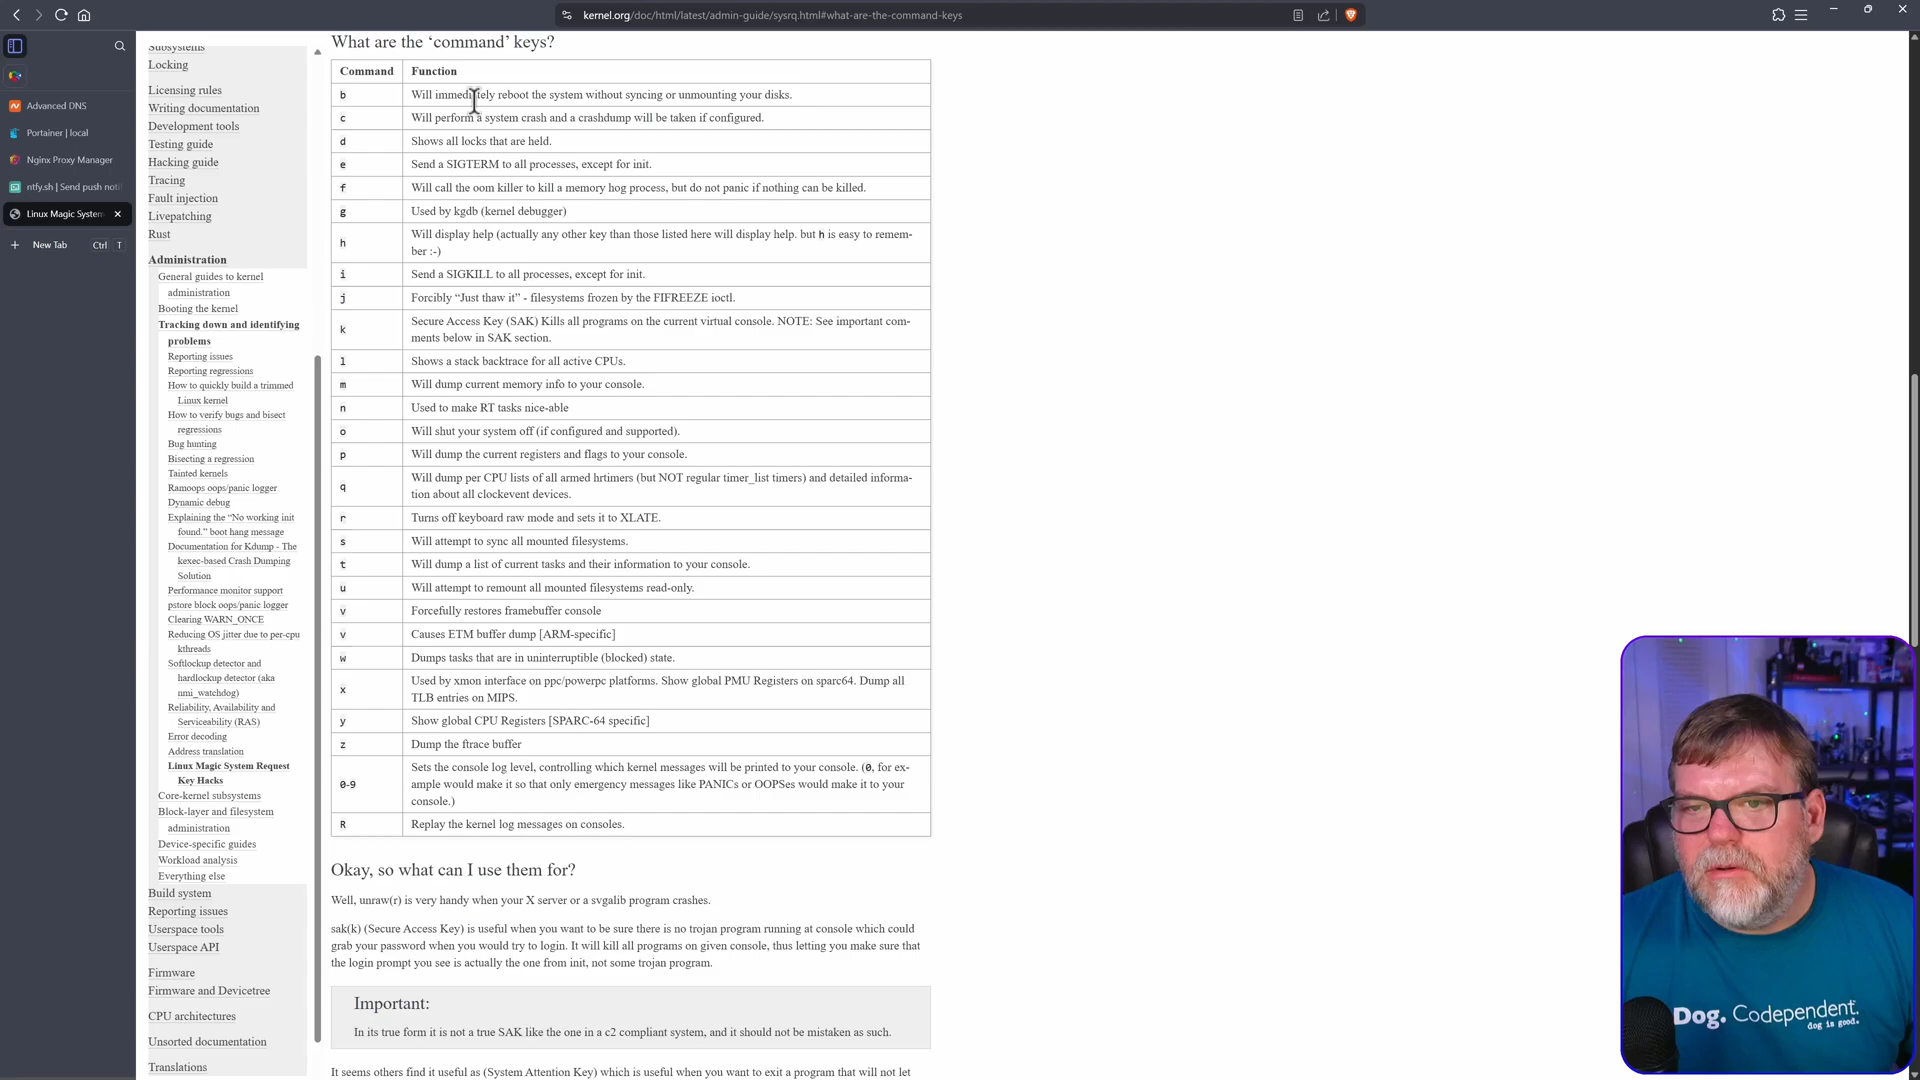 kernel.org/doc/html/latest/admin-guide/sysrq.html#what-are-the-command-keys
Advanced DNS
Portainer | local
Nginx Proxy Manager
ntfy.sh | Send push noti
Linux Magic System
New Tab
Ctrl T
Subsystems
Locking
Licensing rules
Writing documentation
Development tools
Testing guide
Hacking guide
Tracing
Fault injection
Livepatching
Rust
Administration
General guides to kernel
administration
Booting the kernel
Tracking down and identifying
problems
Reporting issues
Reporting regressions
How to quickly build a trimmed
Linux kernel
How to verify bugs and bisect
regressions
Bug hunting
Bisecting a regression
Tainted kernels
Ramoops oops/panic logger
Dynamic debug
Explaining the “No working init
found.” boot hang message
Documentation for Kdump - The
kexec-based Crash Dumping
Solution
Performance monitor support
pstore block oops/panic logger
Clearing WARN_ONCE
Reducing OS jitter due to per-cpu
kthreads
Softlockup detector and
hardlockup detector (aka
nmi_watchdog)
Reliability, Availability and
Serviceability (RAS)
Error decoding
Address translation
Linux Magic System Request
Key Hacks
Core-kernel subsystems
Block-layer and filesystem
administration
Device-specific guides
Workload analysis
Everything else
Build system
Reporting issues
Userspace tools
Userspace API
Firmware
Firmware and Devicetree
CPU architectures
Unsorted documentation
Translations
What are the ‘command’ keys?
Command Function
b Will immediately reboot the system without syncing or unmounting your disks.
c Will perform a system crash and a crashdump will be taken if configured.
d Shows all locks that are held.
e Send a SIGTERM to all processes, except for init.
f Will call the oom killer to kill a memory hog process, but do not panic if nothing can be killed.
g Used by kgdb (kernel debugger)
h Will display help (actually any other key than those listed here will display help. but h is easy to remem-
ber :-)
i Send a SIGKILL to all processes, except for init.
j Forcibly “Just thaw it” - filesystems frozen by the FIFREEZE ioctl.
k Secure Access Key (SAK) Kills all programs on the current virtual console. NOTE: See important com-
ments below in SAK section.
l Shows a stack backtrace for all active CPUs.
m Will dump current memory info to your console.
n Used to make RT tasks nice-able
o Will shut your system off (if configured and supported).
p Will dump the current registers and flags to your console.
q Will dump per CPU lists of all armed hrtimers (but NOT regular timer_list timers) and detailed informa-
tion about all clockevent devices.
r Turns off keyboard raw mode and sets it to XLATE.
s Will attempt to sync all mounted filesystems.
t Will dump a list of current tasks and their information to your console.
u Will attempt to remount all mounted filesystems read-only.
v Forcefully restores framebuffer console
v Causes ETM buffer dump [ARM-specific]
w Dumps tasks that are in uninterruptible (blocked) state.
x Used by xmon interface on ppc/powerpc platforms. Show global PMU Registers on sparc64. Dump all
TLB entries on MIPS.
y Show global CPU Registers [SPARC-64 specific]
z Dump the ftrace buffer
0-9 Sets the console log level, controlling which kernel messages will be printed to your console. (0, for ex-
ample would make it so that only emergency messages like PANICs or OOPSes would make it to your
console.)
R Replay the kernel log messages on consoles.
Okay, so what can I use them for?
Well, unraw(r) is very handy when your X server or a svgalib program crashes.
sak(k) (Secure Access Key) is useful when you want to be sure there is no trojan program running at console which could
grab your password when you would try to login. It will kill all programs on given console, thus letting you make sure that
the login prompt you see is actually the one from init, not some trojan program.
Important:
In its true form it is not a true SAK like the one in a c2 compliant system, and it should not be mistaken as such.
It seems others find it useful as (System Attention Key) which is useful when you want to exit a program that will not let
Dog. Codependent.
dog is good.